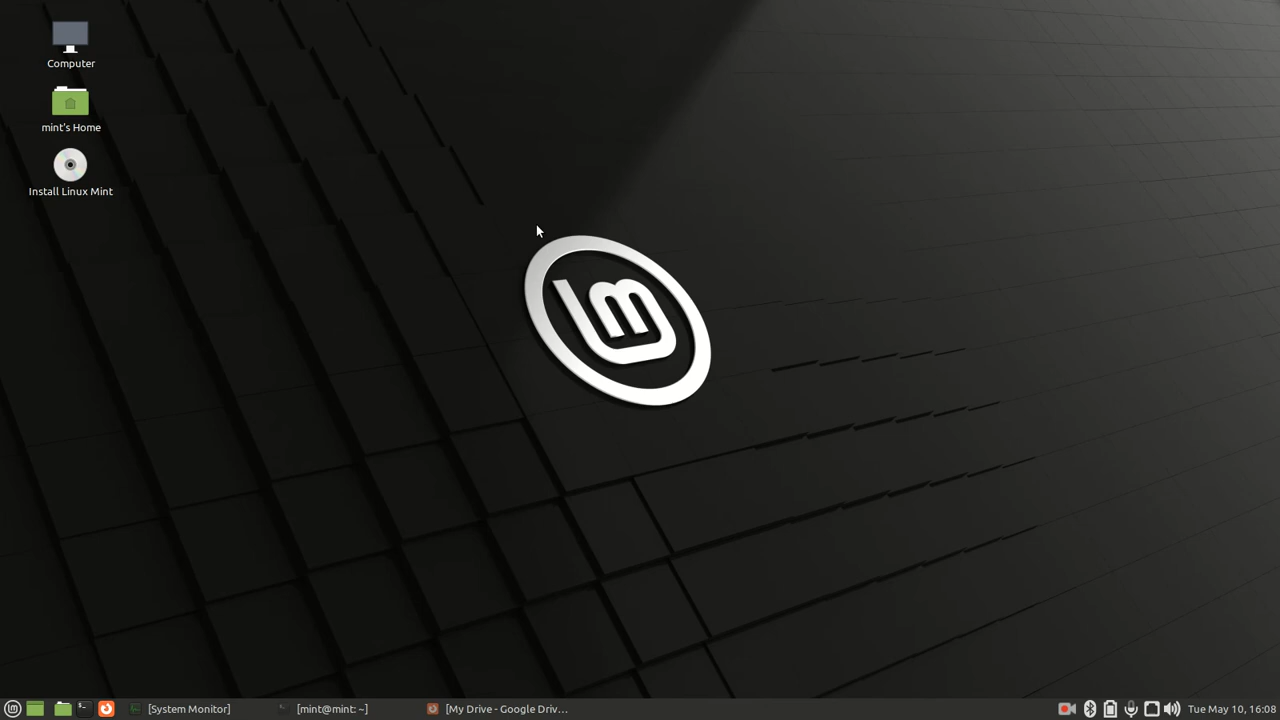 Computer
mint's Home
Install Linux Mint
lm
[System Monitor]
[mint@mint: ~]
[My Drive - Google Driv...
Tue May 10, 16:08